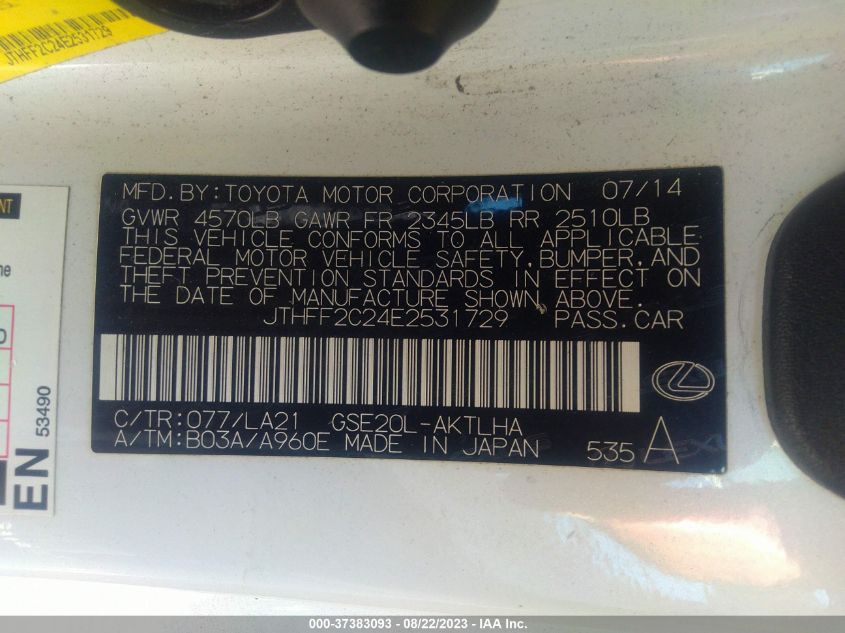 JTHFF2C24E2531729
MFD. BY: TOYOTA MOTOR CORPORATION 07/14
GVWR 4570LB GAWR FR 2345LB RR 2510LB
THIS VEHICLE CONFORMS TO ALL APPLICABLE
FEDERAL MOTOR VEHICLE SAFETY, BUMPER, AND
THEFT PREVENTION STANDARDS IN EFFECT ON
THE DATE OF MANUFACTURE SHOWN ABOVE.
JTHFF2C24E2531729 PASS. CAR
C/TR: 077/LA21 GSE20L-AKTLHA
A/TM: B03A/A960E MADE IN JAPAN 535 A
EN 53490
000-37383093 - 08/22/2023 - IAA Inc.